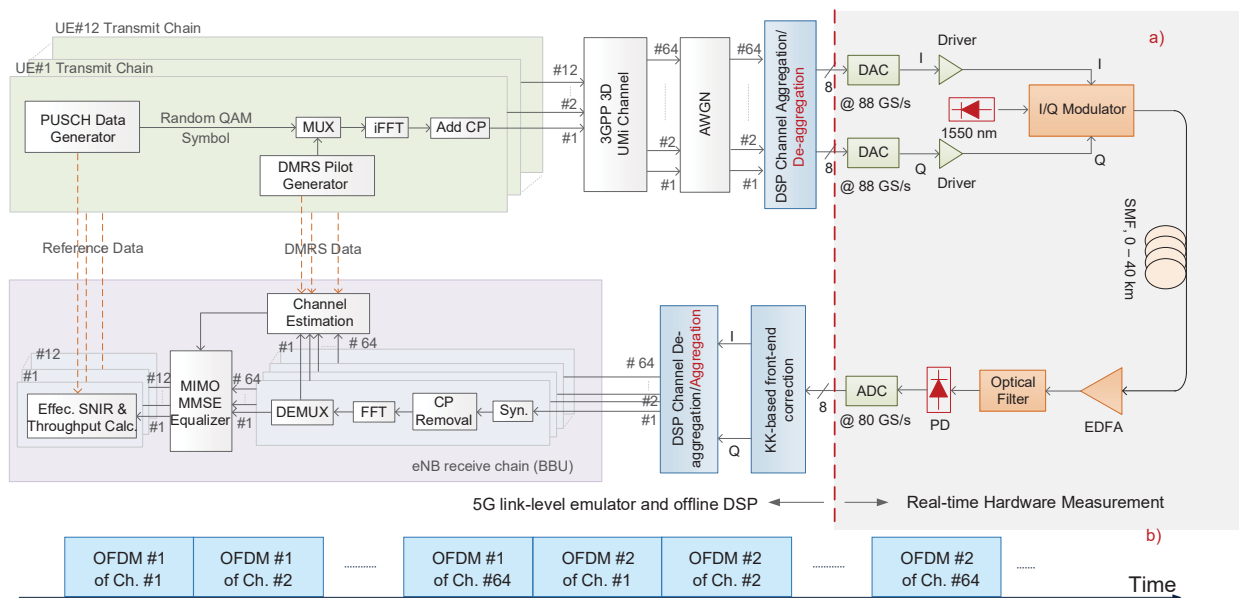 a)
UE#12 Transmit Chain
UE#1 Transmit Chain
PUSCH Data
Generator
Random QAM
Symbol
MUX
iFFT
Add CP
DMRS Pilot
Generator
#12
#2
#1
3GPP 3D
UMi Channel
#64
#2
#1
AWGN
#64
#2
#1
DSP Channel Aggregation/
De-aggregation
8
8
DAC
@ 88 GS/s
DAC
@ 88 GS/s
I
Q
Driver
Driver
1550 nm
I
Q
I/Q Modulator
SMF, 0 – 40 km
Reference Data
DMRS Data
Channel
Estimation
#12
#1
Effec. SNIR &
Throughput Calc.
#12
#1
MIMO
MMSE
Equalizer
# 64
#1
#1
# 64
DEMUX
FFT
CP
Removal
Syn.
eNB receive chain (BBU)
# 64
#2
#1
DSP Channel De-
aggregation/Aggregation
I
Q
KK-based front-end
correction
8
ADC
@ 80 GS/s
PD
Optical
Filter
EDFA
5G link-level emulator and offline DSP
Real-time Hardware Measurement
b)
OFDM #1
of Ch. #1
OFDM #1
of Ch. #2
OFDM #1
of Ch. #64
OFDM #2
of Ch. #1
OFDM #2
of Ch. #2
OFDM #2
of Ch. #64
Time